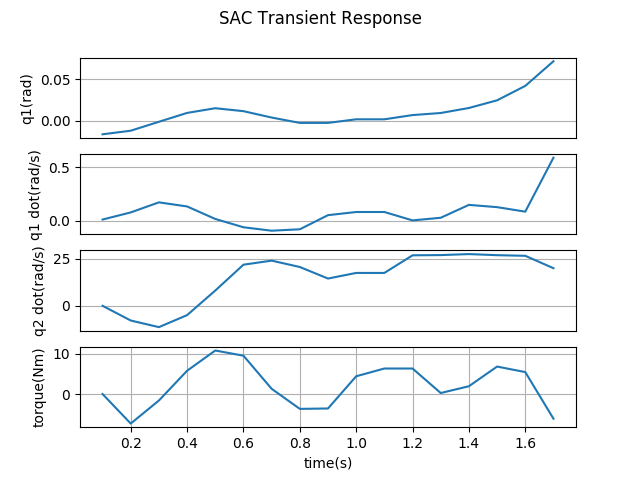 SAC Transient Response
q1(rad)
0.05
0.00
q1 dot(rad/s)
0.5
0.0
q2 dot(rad/s)
25
0
torque(Nm)
10
0
0.2 0.4 0.6 0.8 1.0 1.2 1.4 1.6
time(s)